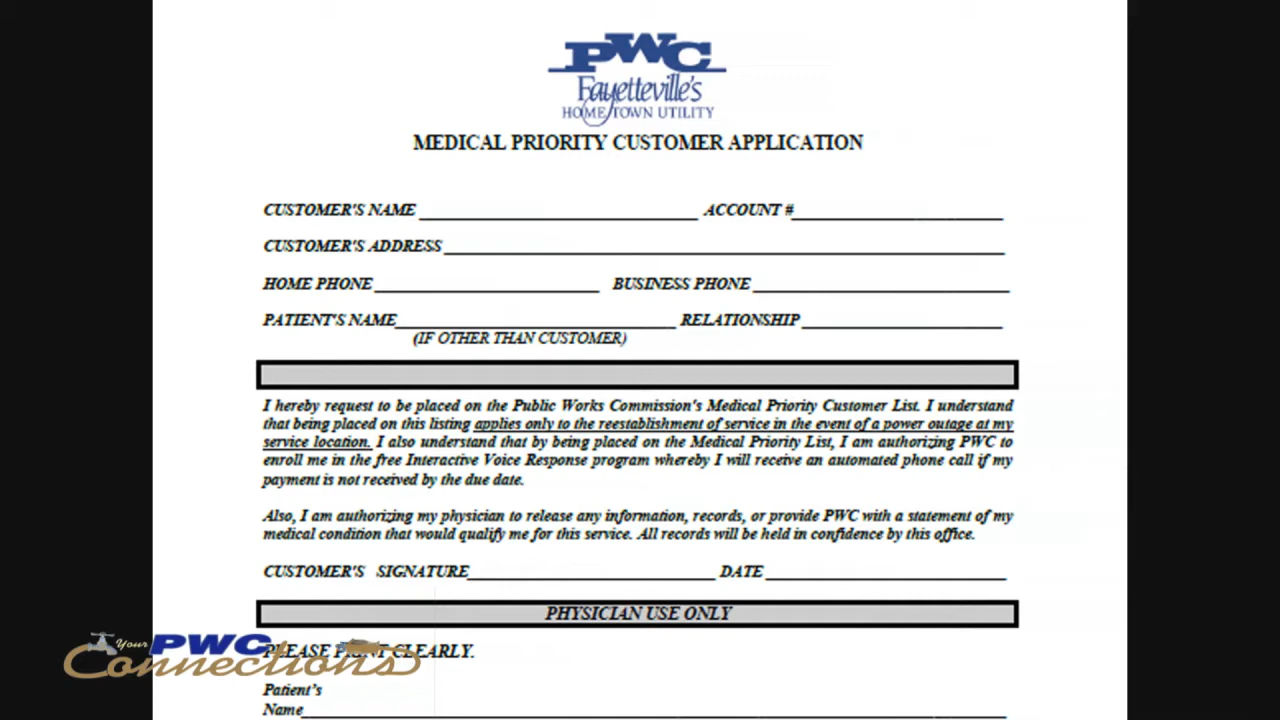 PWC
Fayetteville's
HOME TOWN UTILITY
MEDICAL PRIORITY CUSTOMER APPLICATION
CUSTOMER'S NAME ACCOUNT #
CUSTOMER'S ADDRESS
HOME PHONE BUSINESS PHONE
PATIENT'S NAME RELATIONSHIP
(IF OTHER THAN CUSTOMER)
I hereby request to be placed on the Public Works Commission's Medical Priority Customer List. I understand
that being placed on this listing applies only to the reestablishment of service in the event of a power outage at my
service location. I also understand that by being placed on the Medical Priority List, I am authorizing PWC to
enroll me in the free Interactive Voice Response program whereby I will receive an automated phone call if my
payment is not received by the due date.
Also, I am authorizing my physician to release any information, records, or provide PWC with a statement of my
medical condition that would qualify me for this service. All records will be held in confidence by this office.
CUSTOMER'S SIGNATURE DATE
PHYSICIAN USE ONLY
Your PWC
Connections
PLEASE PRINT CLEARLY.
Patient's
Name